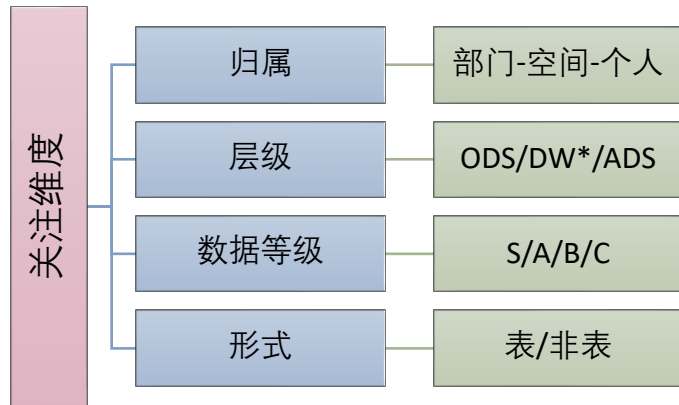 关注维度
归属
部门-空间-个人
层级
ODS/DW*/ADS
数据等级
S/A/B/C
形式
表/非表